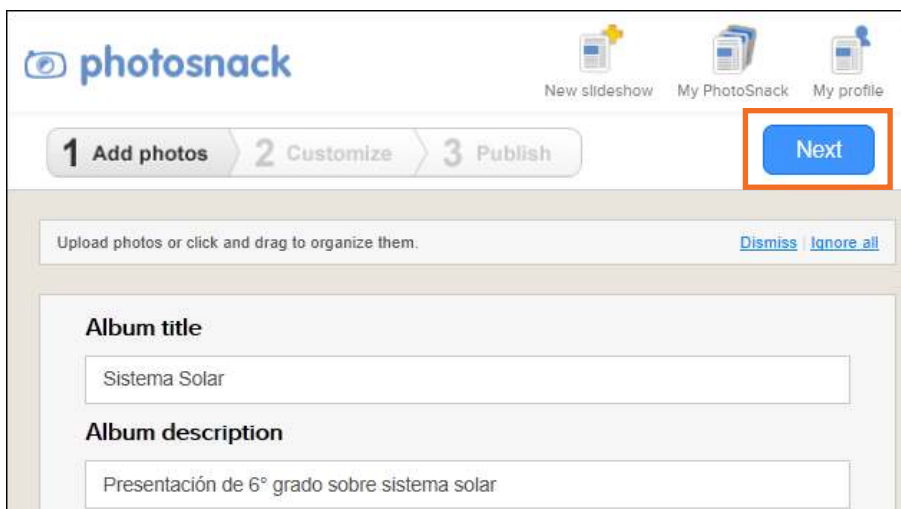 photosnack
New slideshow My PhotoSnack My profile
1 Add photos 2 Customize 3 Publish Next
Upload photos or click and drag to organize them. Dismiss Ignore all
Album title
Sistema Solar
Album description
Presentación de 6° grado sobre sistema solar